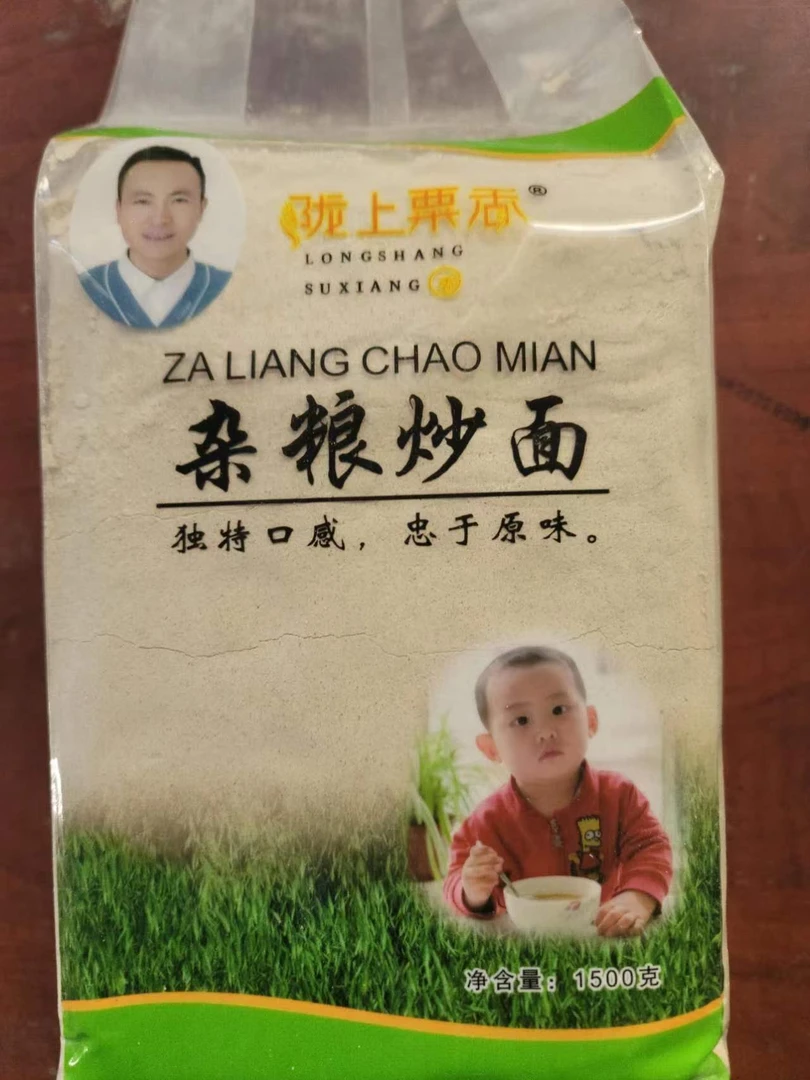 陇上粟香®
LONGSHANG
SUXIANG
ZA LIANG CHAO MIAN
杂粮炒面
独特口感，忠于原味。
净含量：1500克